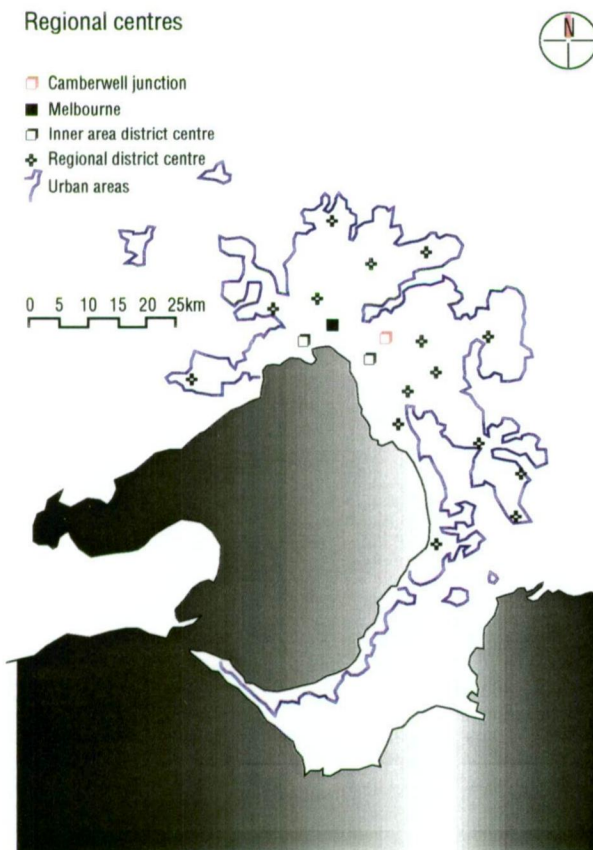 Regional centres
N
Camberwell junction
Melbourne
Inner area district centre
Regional district centre
Urban areas
0 5 10 15 20 25km